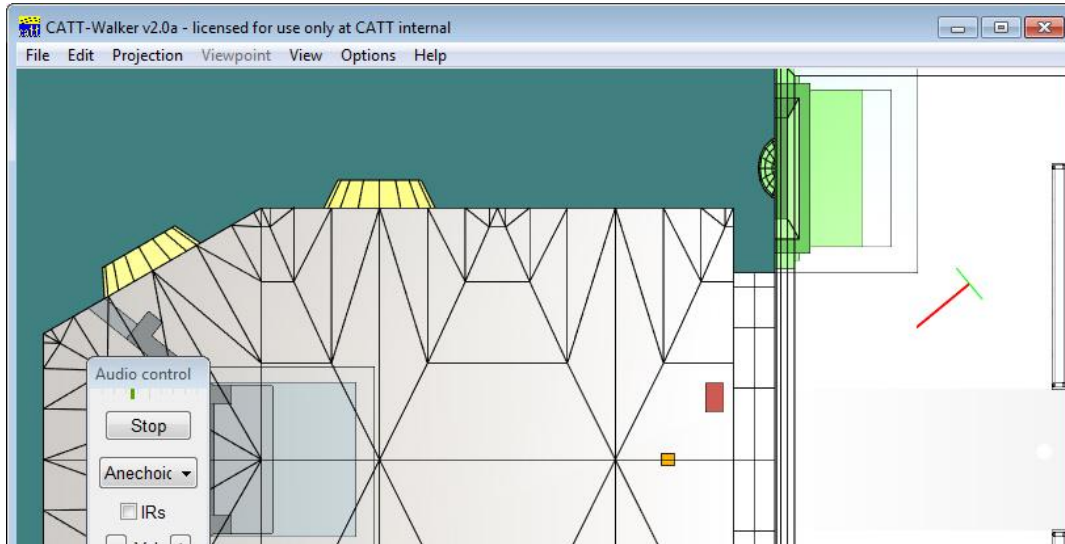 CATT-Walker v2.0a - licensed for use only at CATT internal
File Edit Projection Viewpoint View Options Help
Audio control
Stop
Anechoic
IRs